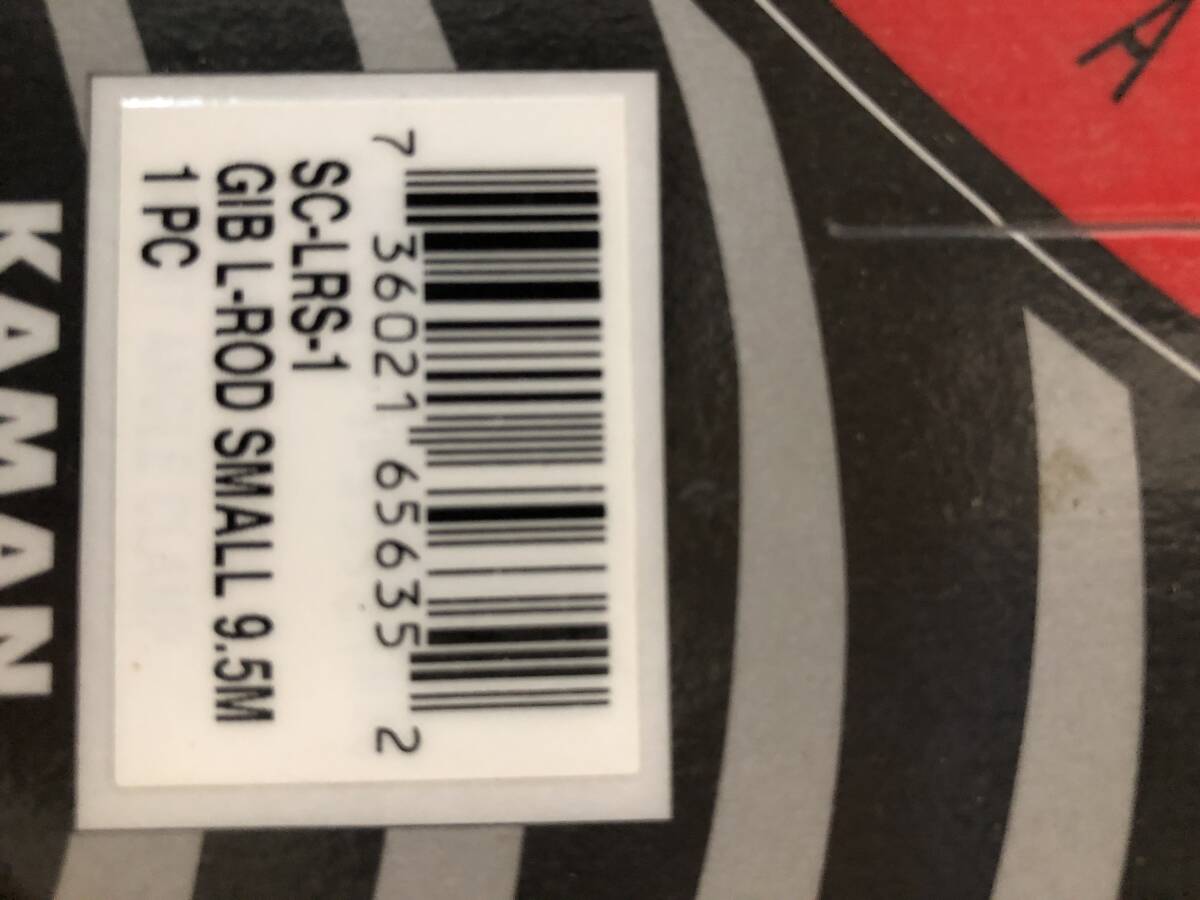 A
7 36021 65635 2
SC-LRS-1
GIB L-ROD SMALL 9.5M
1 PC
KAMAN